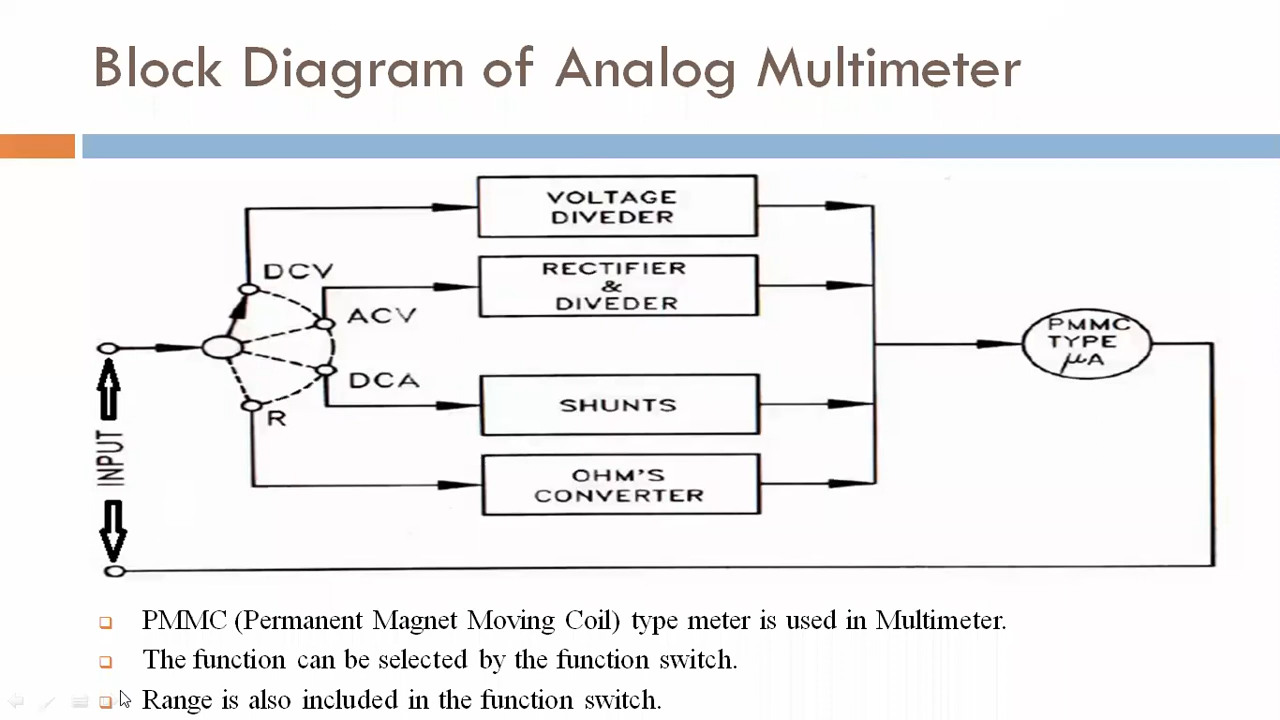 Block Diagram of Analog Multimeter
VOLTAGE
DIVEDER
DCV
RECTIFIER
&
DIVEDER
ACV
PMMC
TYPE
μA
DCA
SHUNTS
R
INPUT
OHM'S
CONVERTER
PMMC (Permanent Magnet Moving Coil) type meter is used in Multimeter.
The function can be selected by the function switch.
Range is also included in the function switch.